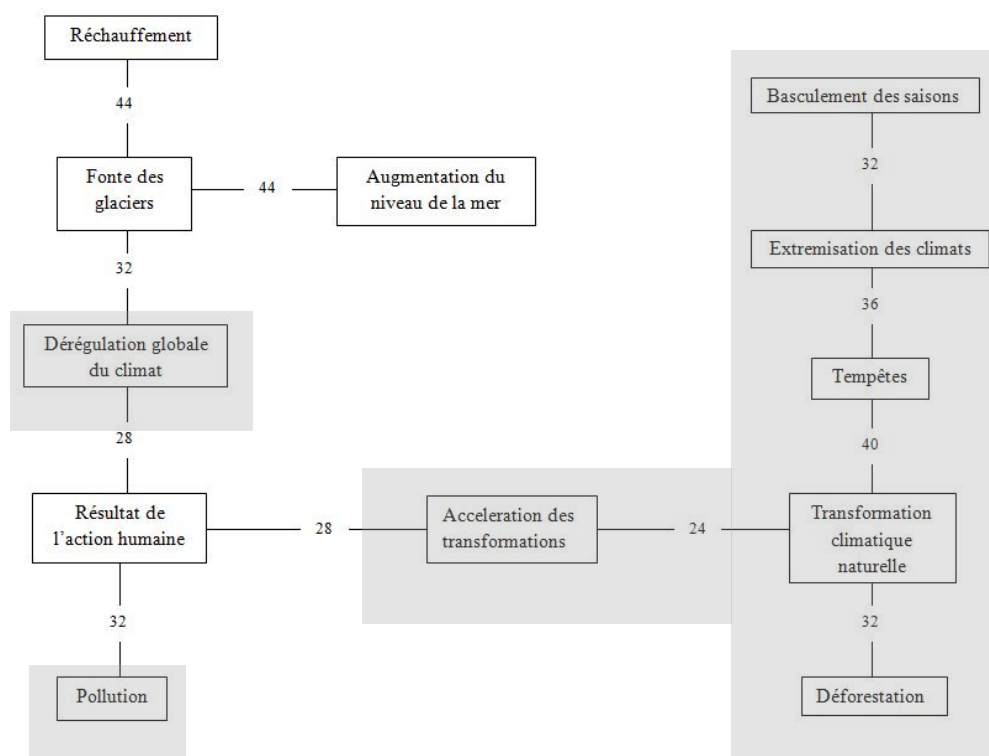 Réchauffement
44
Fonte des
glaciers
44
Augmentation du
niveau de la mer
32
Dérégulation globale
du climat
28
Résultat de
l'action humaine
28
Acceleration des
transformations
24
32
Pollution
Basculement des saisons
32
Extremisation des climats
36
Tempêtes
40
Transformation
climatique
naturelle
32
Déforestation